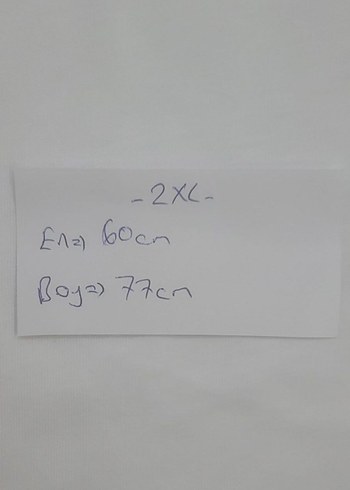 -2XL-
En=> 60cm
Boy=> 77cm